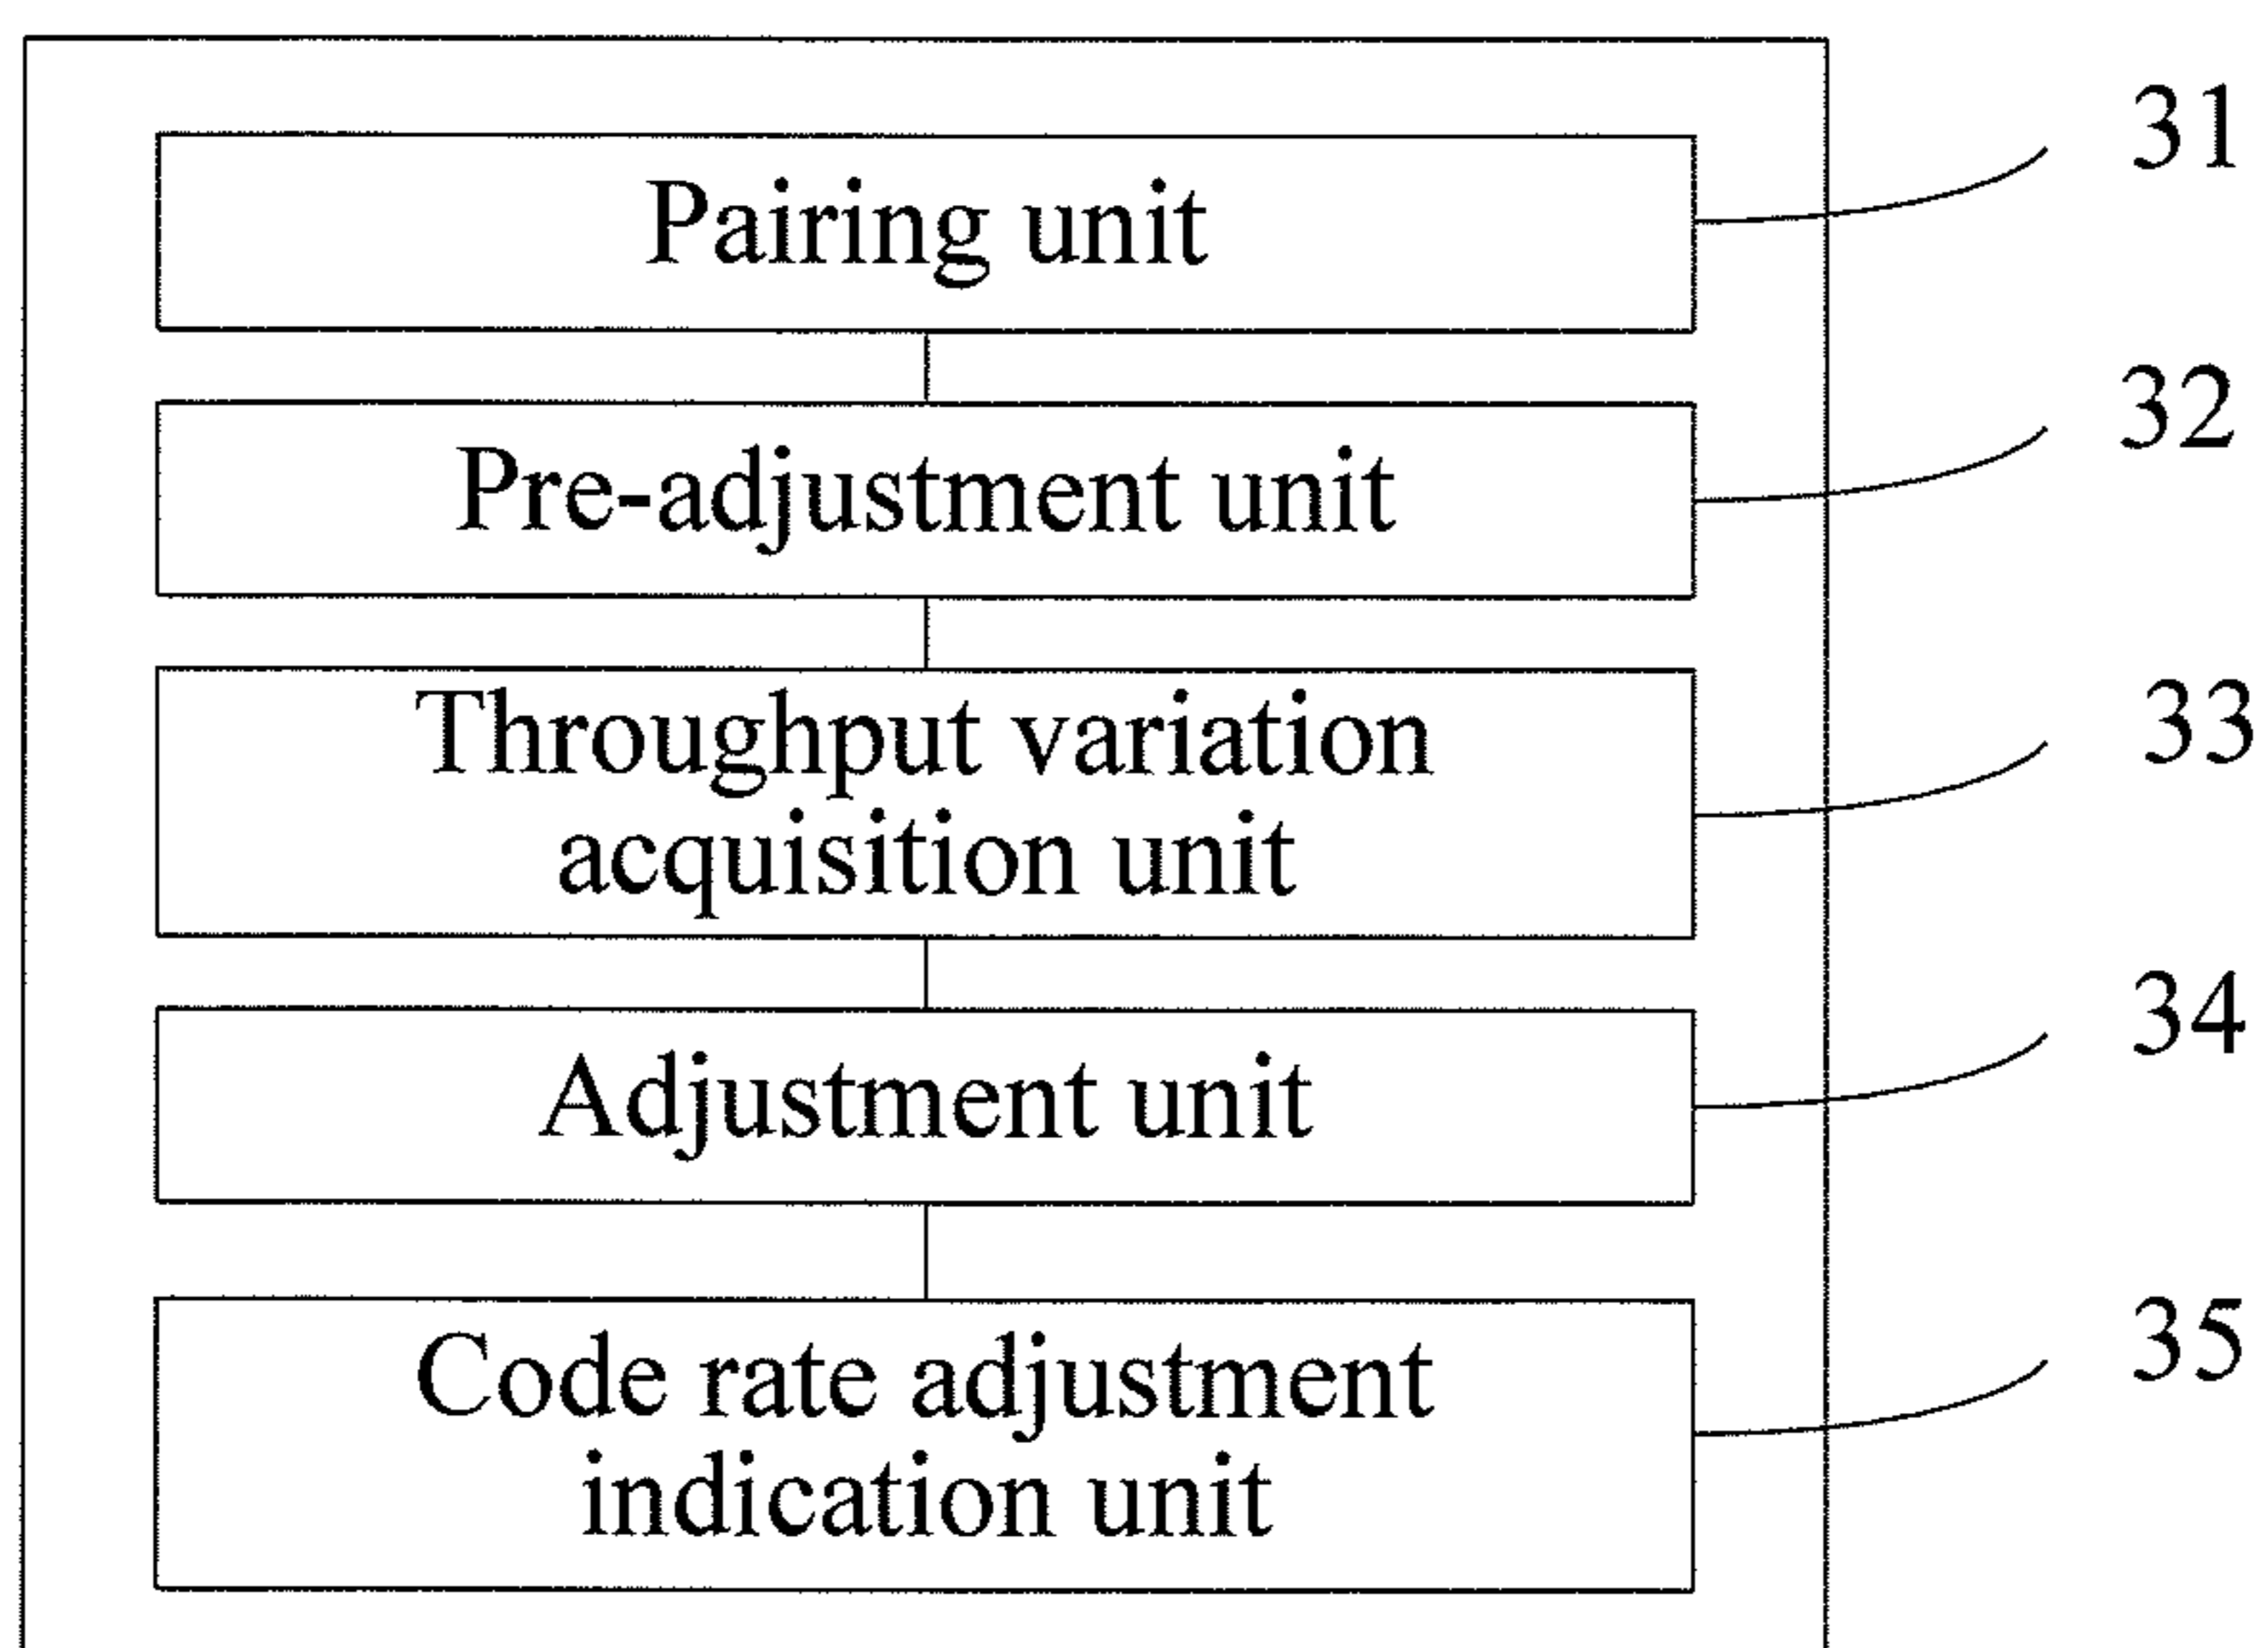 Pairing unit
31
Pre-adjustment unit
32
Throughput variation
acquisition unit
33
Adjustment unit
34
Code rate adjustment
indication unit
35